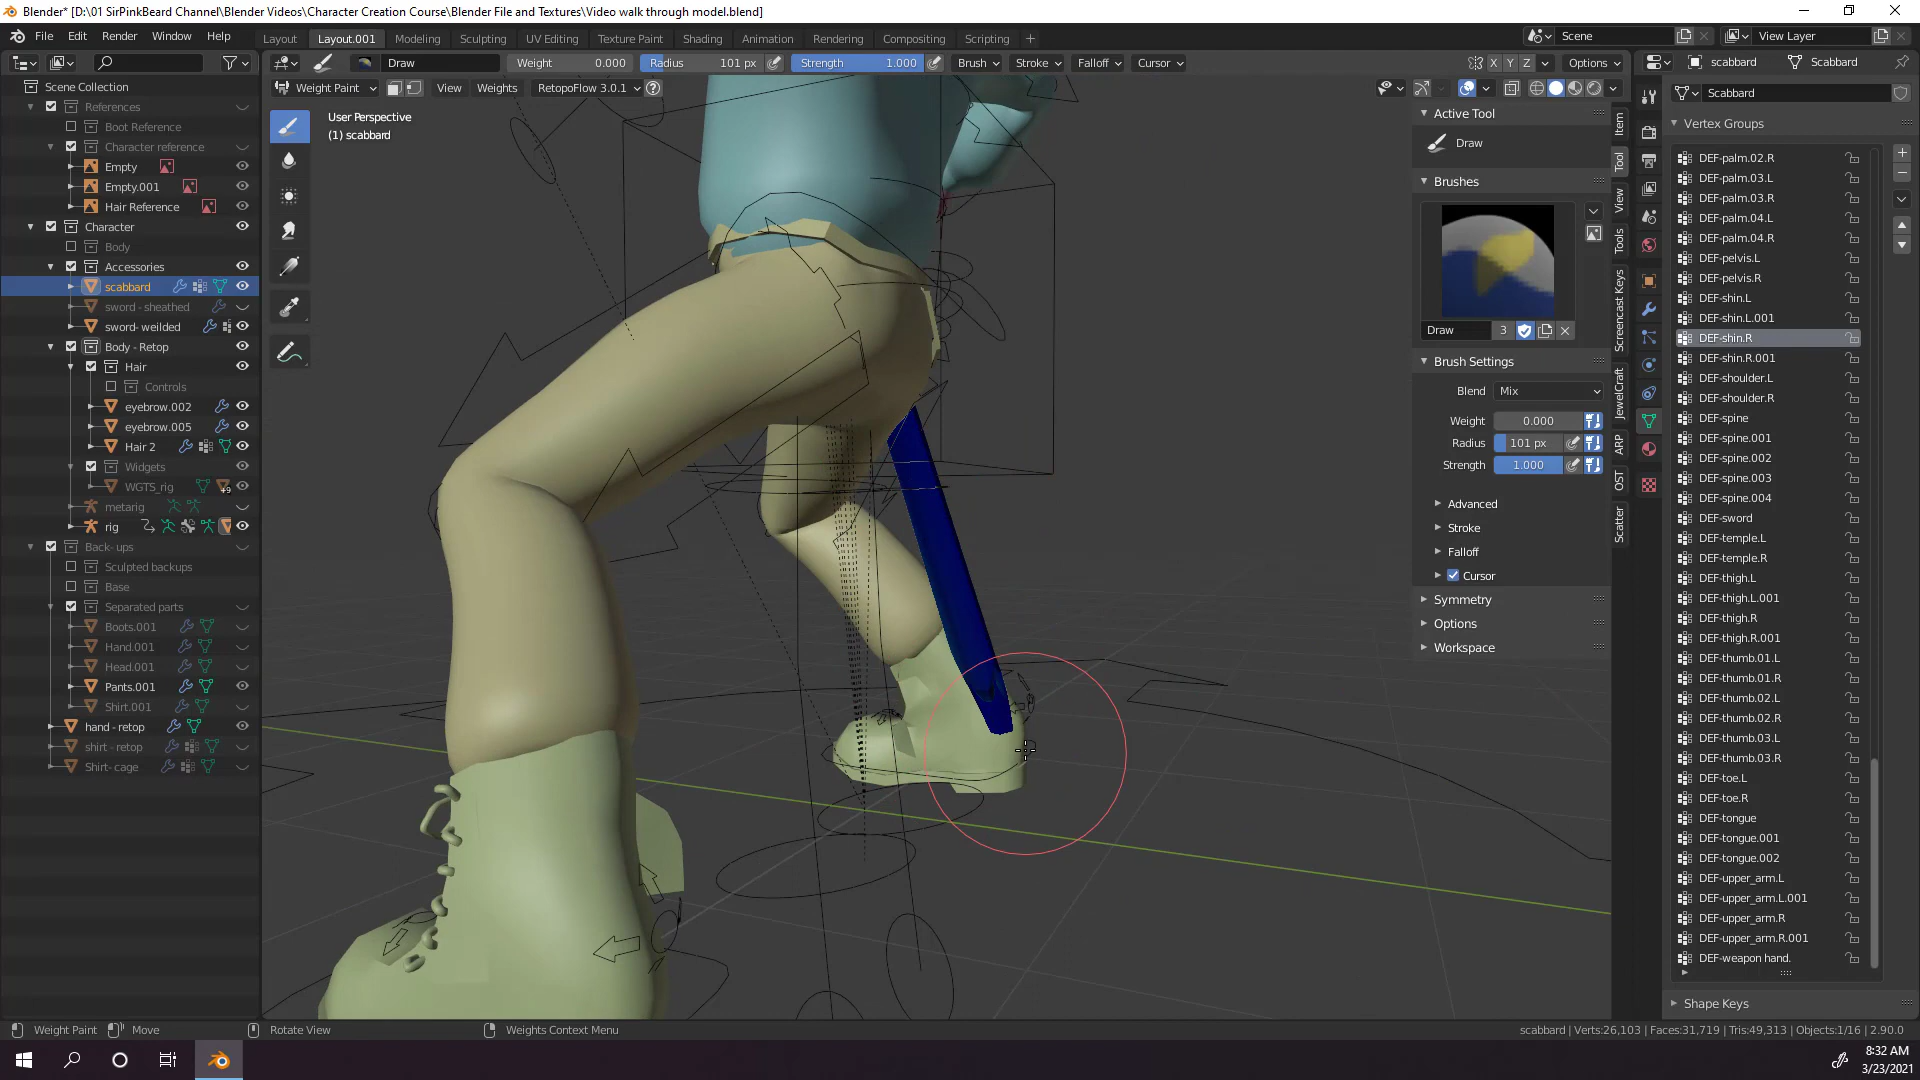 Blender* [D:\01 SirPinkBeard Channel\Blender Videos\Character Creation Course\Blender File and Textures\Video walk through model.blend]
File Edit Render Window Help
Layout Layout.001 Modeling Sculpting UV Editing Texture Paint Shading Animation Rendering Compositing Scripting +
Scene
View Layer
Draw
Weight 0.000
Radius 101 px
Strength 1.000
Brush Stroke Falloff Cursor
X Y Z
Options
scabbard Scabbard
Weight Paint View Weights RetopoFlow 3.0.1
Scene Collection
References
Boot Reference
Character reference
Empty
Empty.001
Hair Reference
Character
Body
Accessories
scabbard
sword - sheathed
sword- weilded
Body - Retop
Hair
Controls
eyebrow.002
eyebrow.005
Hair 2
Widgets
WGTS_rig
metarig
rig
Back- ups
Sculpted backups
Base
Separated parts
Boots.001
Hand.001
Head.001
Pants.001
Shirt.001
hand - retop
shirt - retop
Shirt- cage
User Perspective
(1) scabbard
Active Tool
Draw
Brushes
Draw 3
Brush Settings
Blend Mix
Weight 0.000
Radius 101 px
Strength 1.000
Advanced
Stroke
Falloff
Cursor
Symmetry
Options
Workspace
Item
Tool
View
Tools
Screencast Keys
JewelCraft
ARP
OST
Scatter
Scabbard
Vertex Groups
DEF-palm.02.R
DEF-palm.03.L
DEF-palm.03.R
DEF-palm.04.L
DEF-palm.04.R
DEF-pelvis.L
DEF-pelvis.R
DEF-shin.L
DEF-shin.L.001
DEF-shin.R
DEF-shin.R.001
DEF-shoulder.L
DEF-shoulder.R
DEF-spine
DEF-spine.001
DEF-spine.002
DEF-spine.003
DEF-spine.004
DEF-sword
DEF-temple.L
DEF-temple.R
DEF-thigh.L
DEF-thigh.L.001
DEF-thigh.R
DEF-thigh.R.001
DEF-thumb.01.L
DEF-thumb.01.R
DEF-thumb.02.L
DEF-thumb.02.R
DEF-thumb.03.L
DEF-thumb.03.R
DEF-toe.L
DEF-toe.R
DEF-tongue
DEF-tongue.001
DEF-tongue.002
DEF-upper_arm.L
DEF-upper_arm.L.001
DEF-upper_arm.R
DEF-upper_arm.R.001
DEF-weapon hand.
Shape Keys
Weight Paint Move Rotate View Weights Context Menu
scabbard | Verts:26,103 | Faces:31,719 | Tris:49,313 | Objects:1/16 | 2.90.0
8:32 AM
3/23/2021